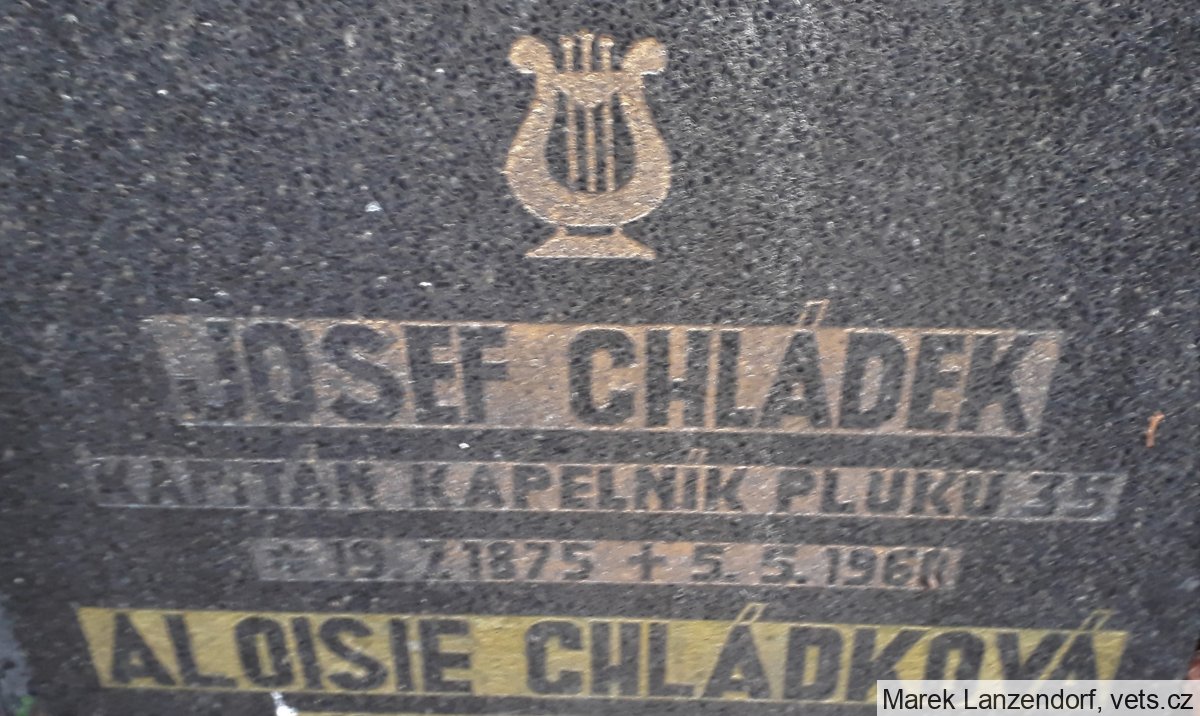 JOSEF CHLÁDEK
KAPITÁN KAPELNÍK PLUKU 35
* 19. 7. 1875 + 5. 5. 1960
ALOISIE CHLÁDKOVÁ
Marek Lanzendorf, vets.cz